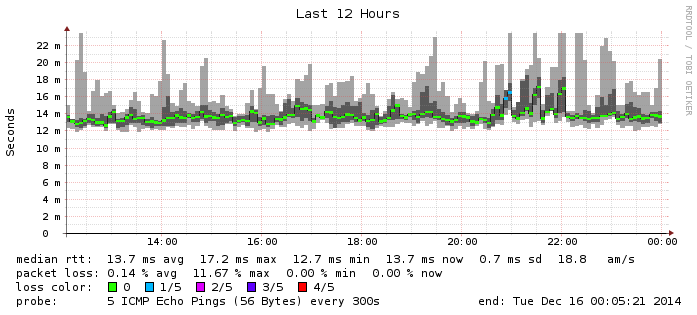 Last 12 Hours
RRDTOOL / TOBI OETIKER
Seconds
22 m
20 m
18 m
16 m
14 m
12 m
10 m
8 m
6 m
4 m
2 m
0
14:00 16:00 18:00 20:00 22:00 00:00
median rtt: 13.7 ms avg 17.2 ms max 12.7 ms min 13.7 ms now 0.7 ms sd 18.8 am/s
packet loss: 0.14 % avg 11.67 % max 0.00 % min 0.00 % now
loss color: 0 1/5 2/5 3/5 4/5
probe: 5 ICMP Echo Pings (56 Bytes) every 300s end: Tue Dec 16 00:05:21 2014